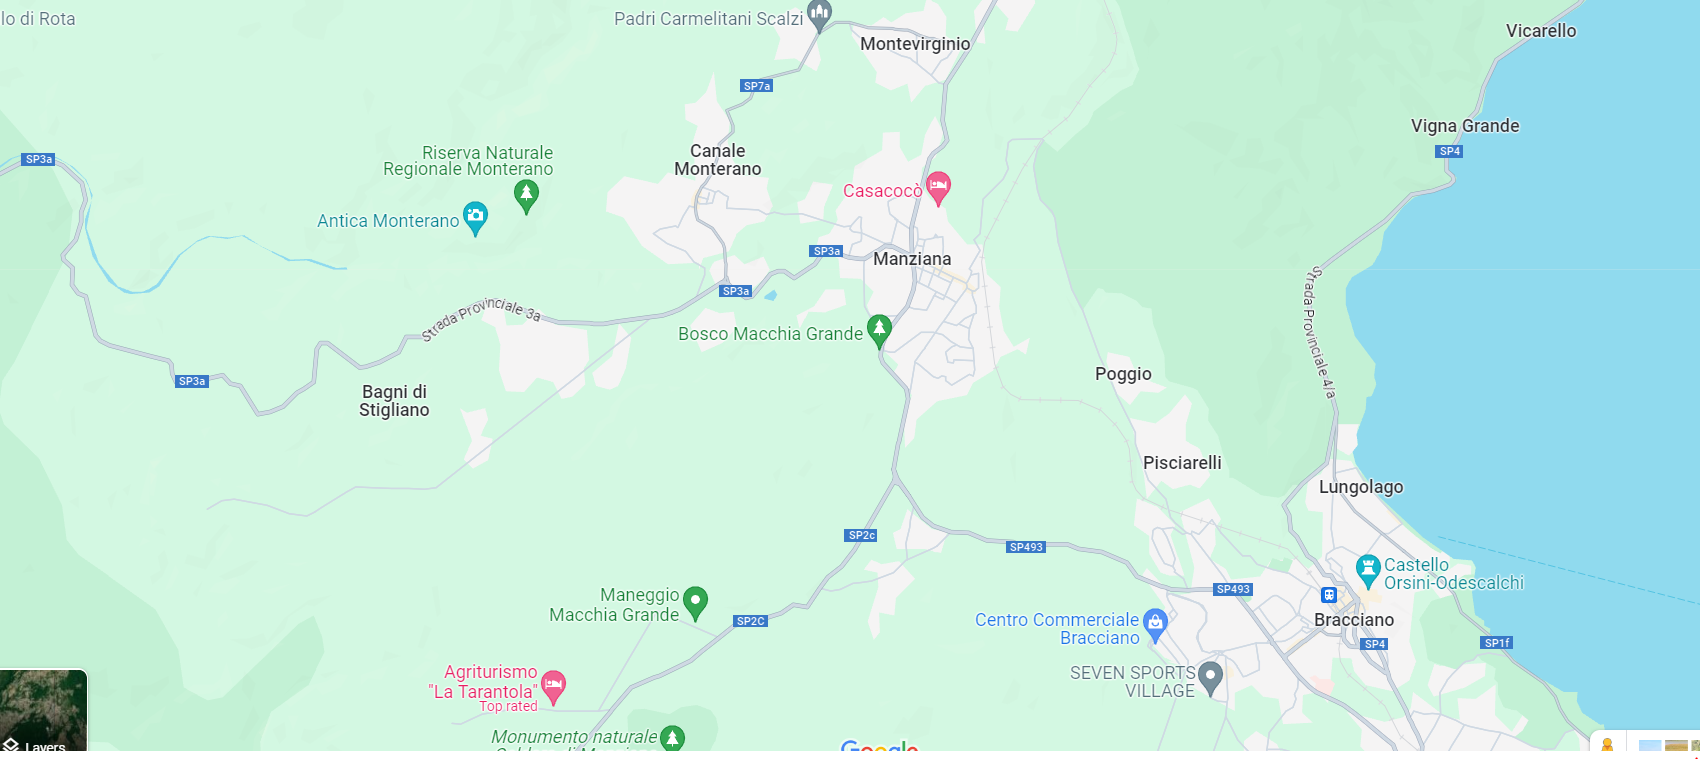 lo di Rota
Padri Carmelitani Scalzi
Montevirginio
Vicarello
SP7a
Vigna Grande
SP4
SP3a
Riserva Naturale
Regionale Monterano
Canale
Monterano
Casacocò
Antica Monterano
SP3a
Manziana
SP3a
Strada Provinciale 3a
Strada Provinciale 4/a
Bosco Macchia Grande
SP3a
Bagni di
Stigliano
Poggio
Pisciarelli
Lungolago
SP2c
SP493
Castello
Orsini-Odescalchi
SP493
Maneggio
Macchia Grande
SP2C
Centro Commerciale
Bracciano
Bracciano
SP4
SP1f
Agriturismo
"La Tarantola"
Top rated
SEVEN SPORTS
VILLAGE
Monumento naturale
Google
Layers